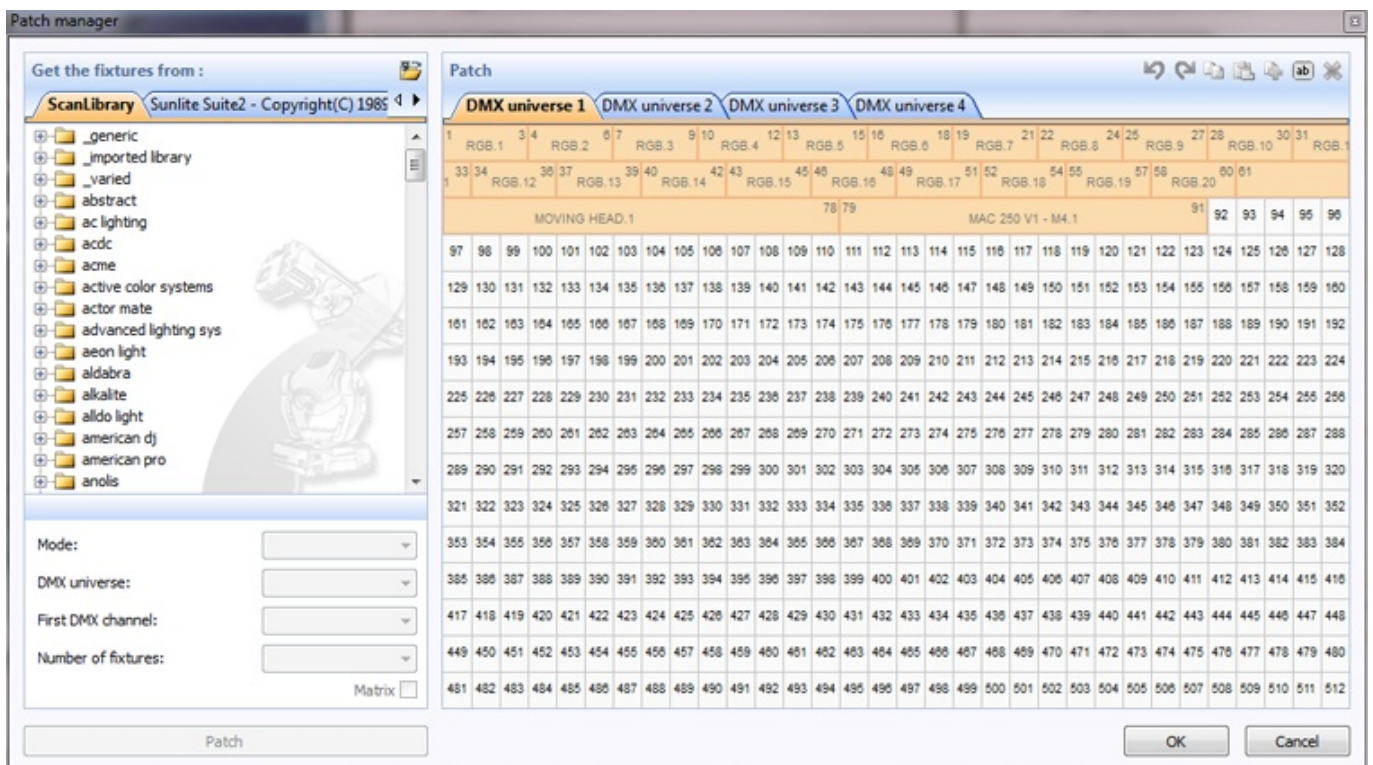 Patch manager
Get the fixtures from :
ScanLibrary Sunlite Suite2 - Copyright(C) 1989
_generic
_imported library
_varied
abstract
ac lighting
acdc
acme
active color systems
actor mate
advanced lighting sys
aeon light
aldabra
alkalite
alldo light
american dj
american pro
anolis
Mode:
DMX universe:
First DMX channel:
Number of fixtures:
Matrix
Patch
Patch
ab
DMX universe 1 DMX universe 2 DMX universe 3 DMX universe 4
1 RGB.1 3 4 RGB.2 6 7 RGB.3 9 10 RGB.4 12 13 RGB.5 15 16 RGB.6 18 19 RGB.7 21 22 RGB.8 24 25 RGB.9 27 28 RGB.10 30 31 RGB.1
1 33 34 RGB.12 36 37 RGB.13 39 40 RGB.14 42 43 RGB.15 45 46 RGB.16 48 49 RGB.17 51 52 RGB.18 54 55 RGB.19 57 58 RGB.20 60 61
MOVING HEAD.1 78 79 MAC 250 V1 - M4.1 91 92 93 94 95 96
97 98 99 100 101 102 103 104 105 106 107 108 109 110 111 112 113 114 115 116 117 118 119 120 121 122 123 124 125 126 127 128
129 130 131 132 133 134 135 136 137 138 139 140 141 142 143 144 145 146 147 148 149 150 151 152 153 154 155 156 157 158 159 160
161 162 163 164 165 166 167 168 169 170 171 172 173 174 175 176 177 178 179 180 181 182 183 184 185 186 187 188 189 190 191 192
193 194 195 196 197 198 199 200 201 202 203 204 205 206 207 208 209 210 211 212 213 214 215 216 217 218 219 220 221 222 223 224
225 226 227 228 229 230 231 232 233 234 235 236 237 238 239 240 241 242 243 244 245 246 247 248 249 250 251 252 253 254 255 256
257 258 259 260 261 262 263 264 265 266 267 268 269 270 271 272 273 274 275 276 277 278 279 280 281 282 283 284 285 286 287 288
289 290 291 292 293 294 295 296 297 298 299 300 301 302 303 304 305 306 307 308 309 310 311 312 313 314 315 316 317 318 319 320
321 322 323 324 325 326 327 328 329 330 331 332 333 334 335 336 337 338 339 340 341 342 343 344 345 346 347 348 349 350 351 352
353 354 355 356 357 358 359 360 361 362 363 364 365 366 367 368 369 370 371 372 373 374 375 376 377 378 379 380 381 382 383 384
385 386 387 388 389 390 391 392 393 394 395 396 397 398 399 400 401 402 403 404 405 406 407 408 409 410 411 412 413 414 415 416
417 418 419 420 421 422 423 424 425 426 427 428 429 430 431 432 433 434 435 436 437 438 439 440 441 442 443 444 445 446 447 448
449 450 451 452 453 454 455 456 457 458 459 460 461 462 463 464 465 466 467 468 469 470 471 472 473 474 475 476 477 478 479 480
481 482 483 484 485 486 487 488 489 490 491 492 493 494 495 496 497 498 499 500 501 502 503 504 505 506 507 508 509 510 511 512
OK Cancel